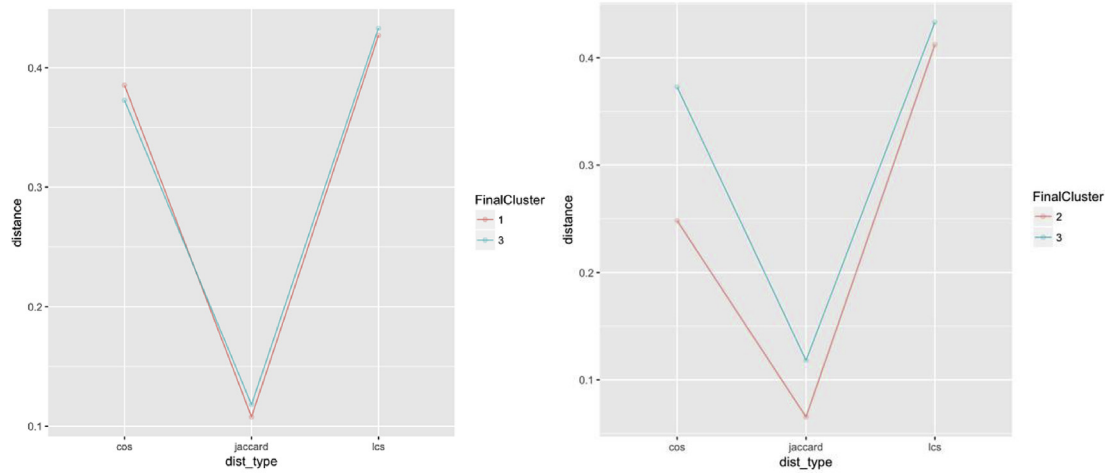 0.4
0.3
0.2
0.1
distance
cos
jaccard
lcs
dist_type
FinalCluster
1
3
0.4
0.3
0.2
0.1
distance
cos
jaccard
lcs
dist_type
FinalCluster
2
3